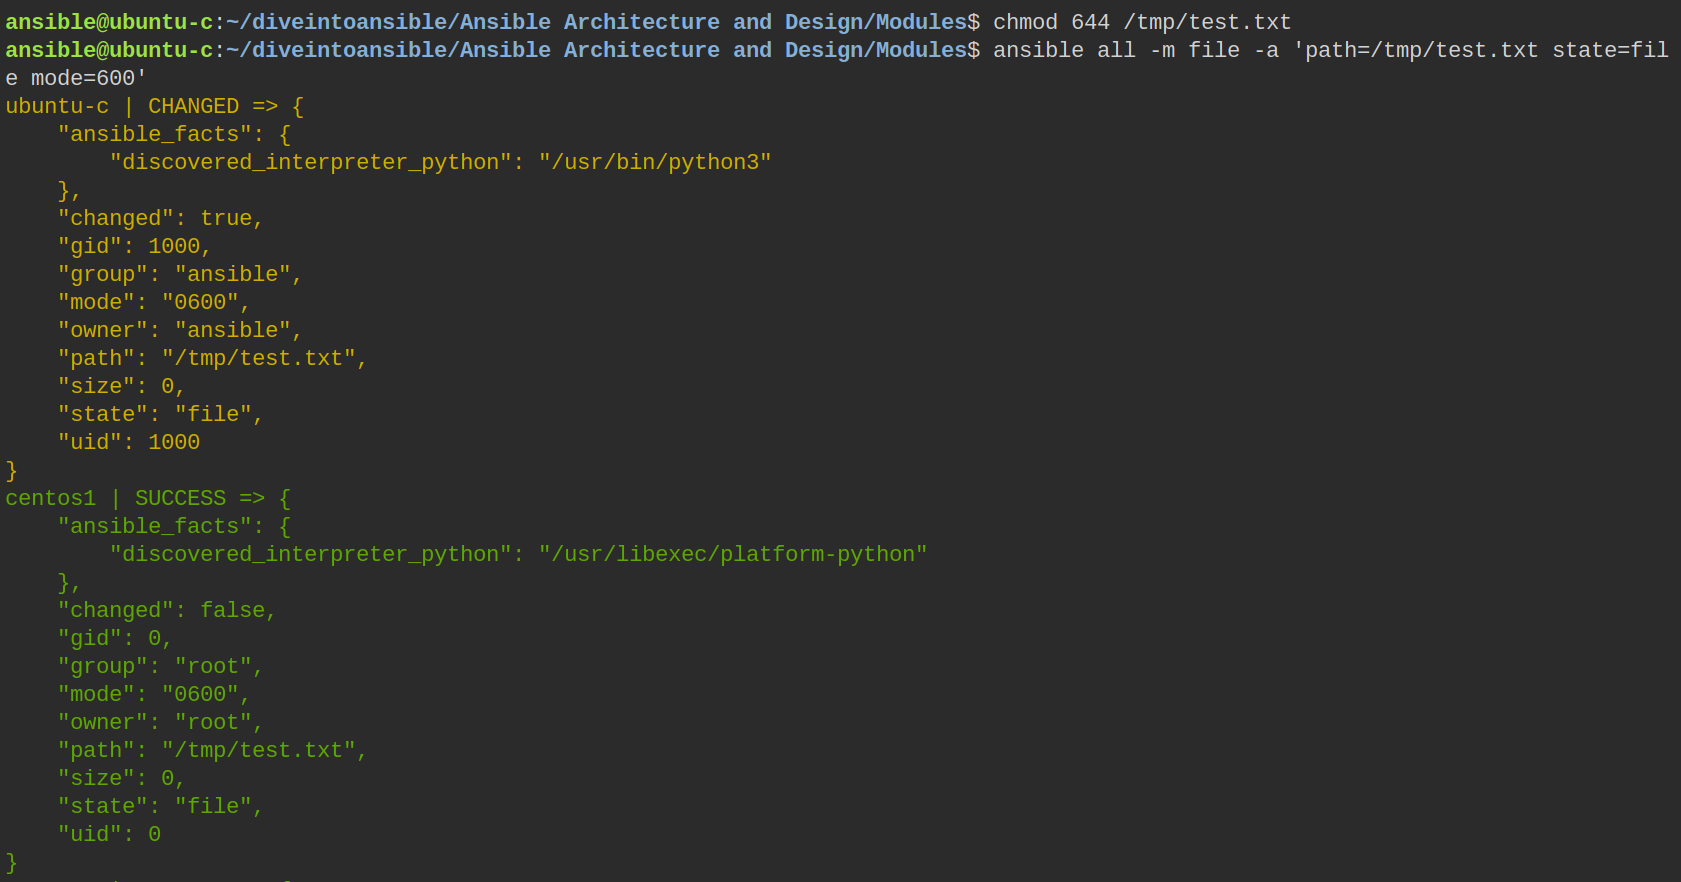 ansible@ubuntu-c:~/diveintoansible/Ansible Architecture and Design/Modules$ chmod 644 /tmp/test.txt
ansible@ubuntu-c:~/diveintoansible/Ansible Architecture and Design/Modules$ ansible all -m file -a 'path=/tmp/test.txt state=fil
e mode=600'
ubuntu-c | CHANGED => {
    "ansible_facts": {
        "discovered_interpreter_python": "/usr/bin/python3"
    },
    "changed": true,
    "gid": 1000,
    "group": "ansible",
    "mode": "0600",
    "owner": "ansible",
    "path": "/tmp/test.txt",
    "size": 0,
    "state": "file",
    "uid": 1000
}
centos1 | SUCCESS => {
    "ansible_facts": {
        "discovered_interpreter_python": "/usr/libexec/platform-python"
    },
    "changed": false,
    "gid": 0,
    "group": "root",
    "mode": "0600",
    "owner": "root",
    "path": "/tmp/test.txt",
    "size": 0,
    "state": "file",
    "uid": 0
}